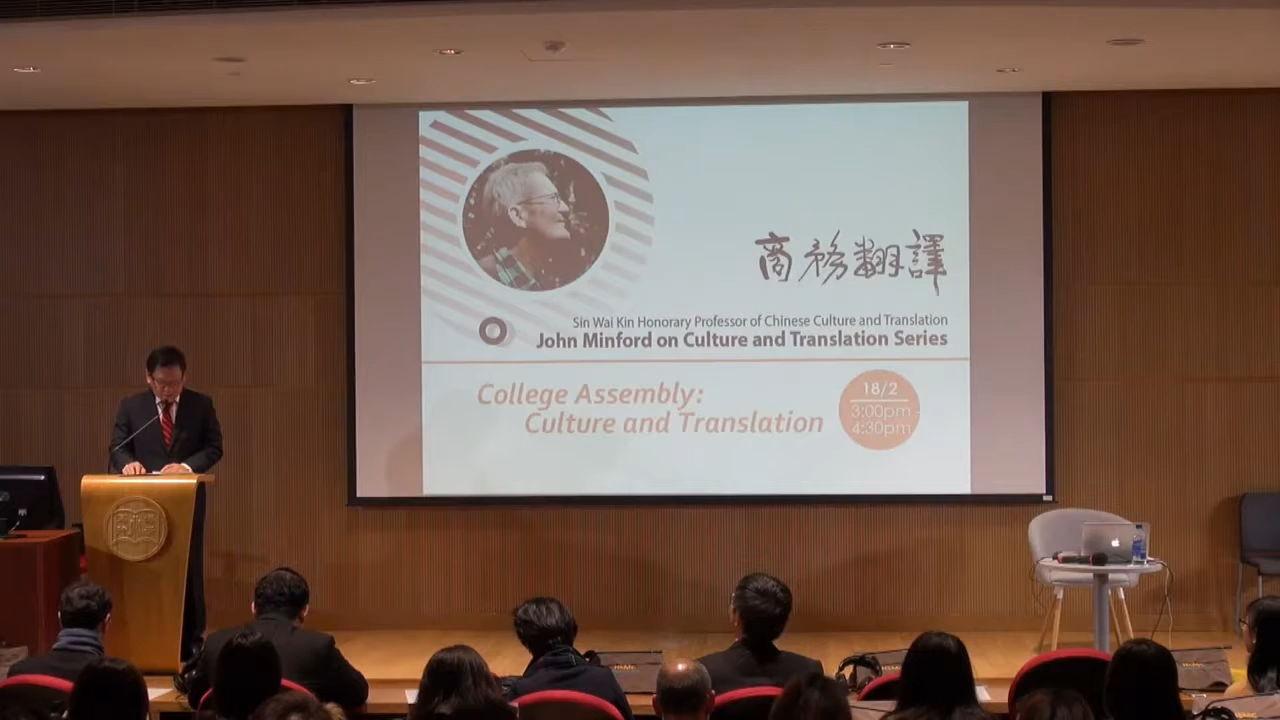 商務翻譯
Sin Wai Kin Honorary Professor of Chinese Culture and Translation
John Minford on Culture and Translation Series
College Assembly:
Culture and Translation
18/2
3:00pm -
4:30pm